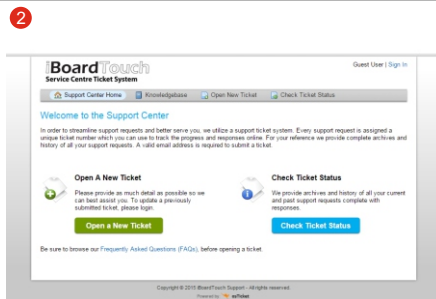 2
iBoardTouch
Service Centre Ticket System
Guest User | Sign In
Support Center Home Knowledgebase Open New Ticket Check Ticket Status
Welcome to the Support Center
In order to streamline support requests and better serve you, we utilize a support ticket system. Every support request is assigned a
unique ticket number which you can use to track the progress and responses online. For your reference we provide complete archives and
history of all your support requests. A valid email address is required to submit a ticket
Open A New Ticket
Please provide as much detail as possible so we
can best assist you. To update a previously
submitted ticket, please login.
Open a New Ticket
Check Ticket Status
We provide archives and history of all your current
and past support requests complete with
responses.
Check Ticket Status
Be sure to browse our Frequently Asked Questions (FAQs), before opening a ticket.
Copyright © 2015 iBoardTouch Support - All rights reserved.
Powered by osTicket